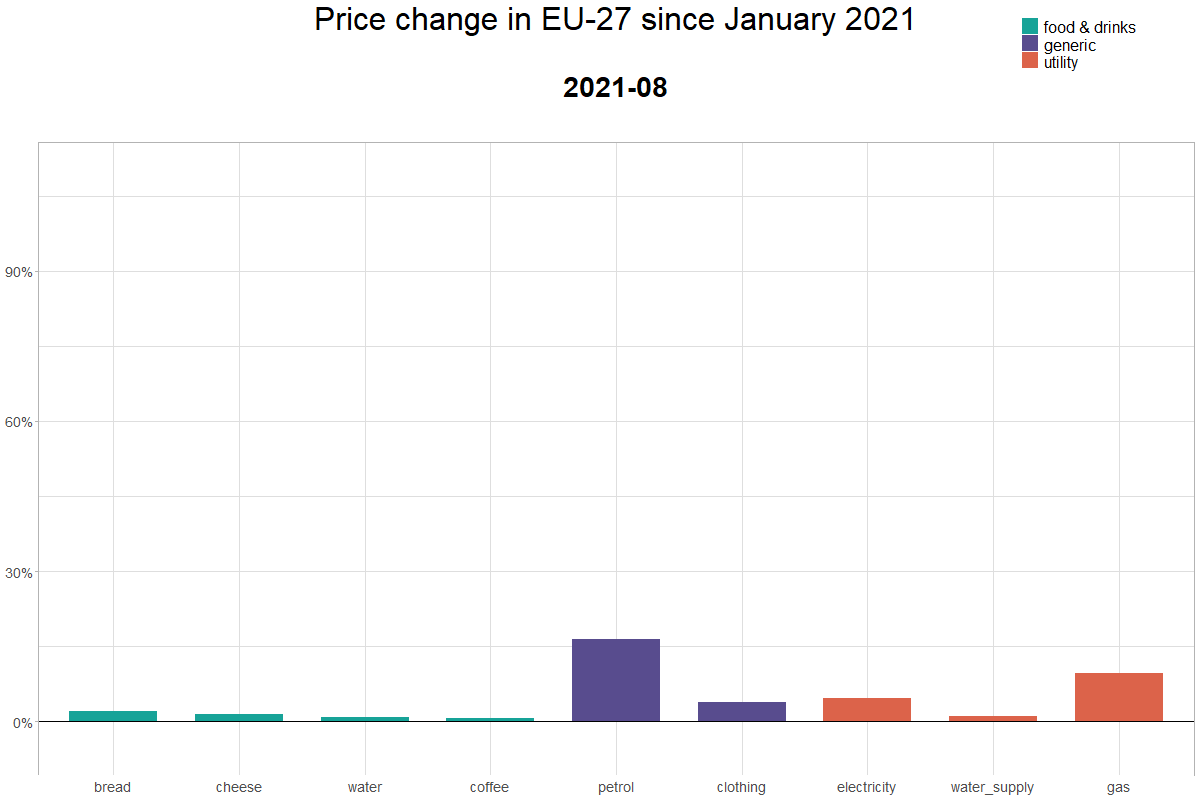 Price change in EU-27 since January 2021
food & drinks
generic
utility
2021-08
90%
60%
30%
0%
bread cheese water coffee petrol clothing electricity water_supply gas